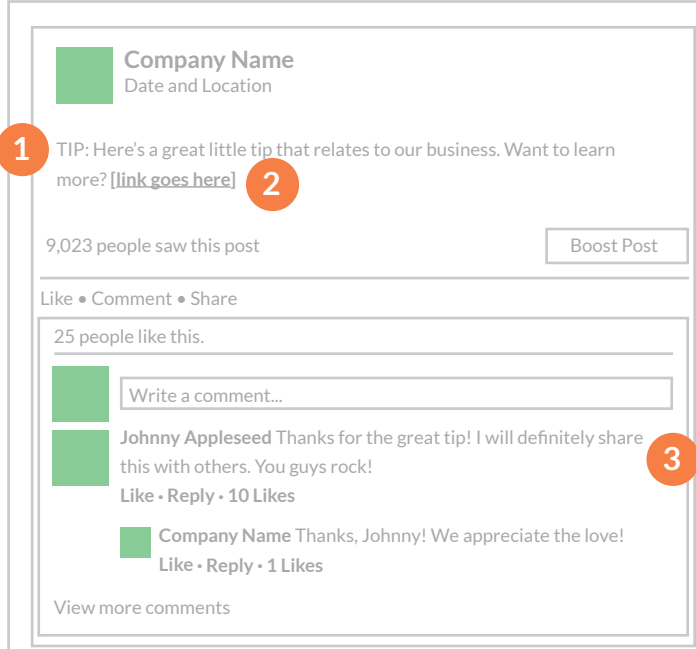 Company Name
Date and Location
1
TIP: Here's a great little tip that relates to our business. Want to learn
more? [link goes here]
2
9,023 people saw this post
Boost Post
Like • Comment • Share
25 people like this.
Write a comment...
Johnny Appleseed Thanks for the great tip! I will definitely share
this with others. You guys rock!
3
Like • Reply • 10 Likes
Company Name Thanks, Johnny! We appreciate the love!
Like • Reply • 1 Likes
View more comments